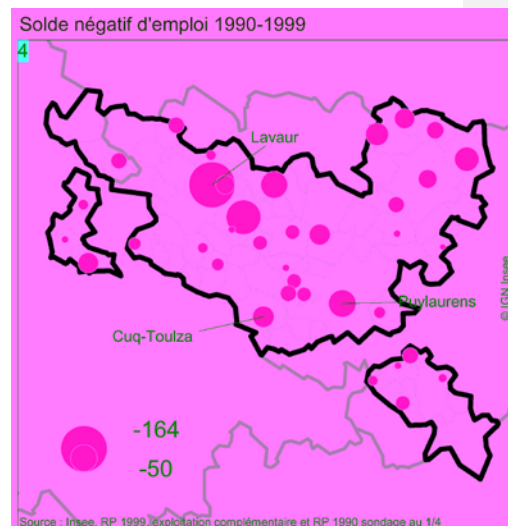 Solde négatif d'emploi 1990-1999
4
Lavaur
Puylaurens
Cuq-Toulza
© IGN Insee
-164
-50
Source : Insee, RP 1999, exploitation complémentaire et RP 1990 sondage au 1/4